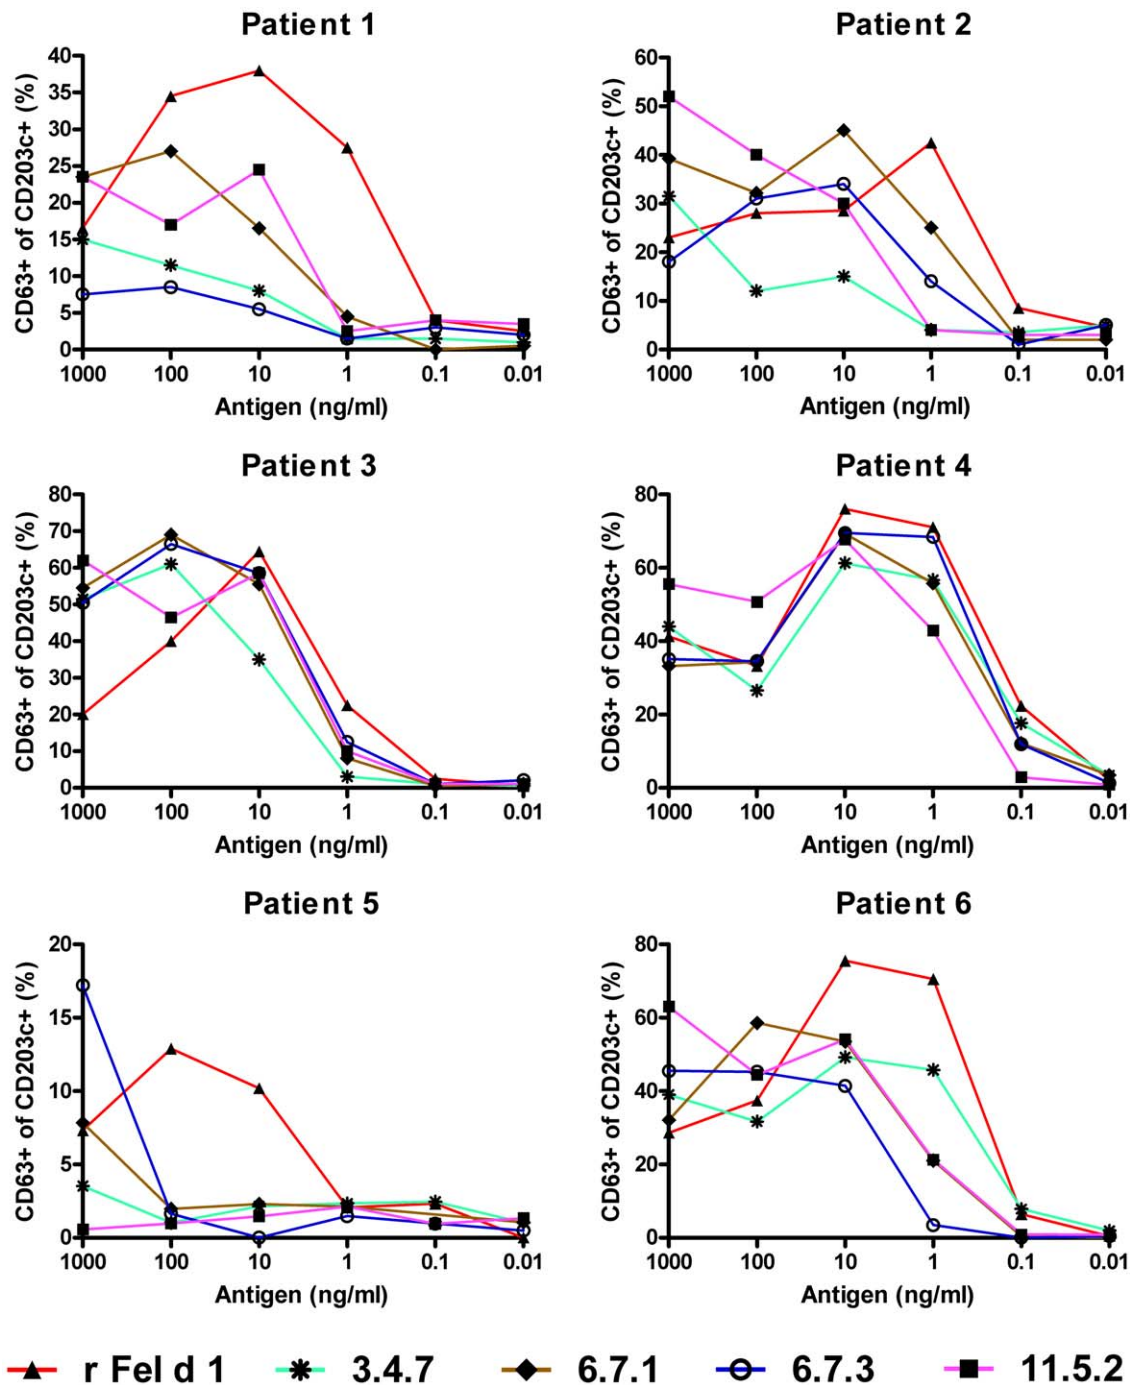 Patient 1
CD63+ of CD203c+ (%)
40
35
30
25
20
15
10
5
0
1000 100 10 1 0.1 0.01
Antigen (ng/ml)
Patient 2
CD63+ of CD203c+ (%)
60
50
40
30
20
10
0
1000 100 10 1 0.1 0.01
Antigen (ng/ml)
Patient 3
CD63+ of CD203c+ (%)
80
70
60
50
40
30
20
10
0
1000 100 10 1 0.1 0.01
Antigen (ng/ml)
Patient 4
CD63+ of CD203c+ (%)
80
60
40
20
0
1000 100 10 1 0.1 0.01
Antigen (ng/ml)
Patient 5
CD63+ of CD203c+ (%)
20
15
10
5
0
1000 100 10 1 0.1 0.01
Antigen (ng/ml)
Patient 6
CD63+ of CD203c+ (%)
80
60
40
20
0
1000 100 10 1 0.1 0.01
Antigen (ng/ml)
r Fel d 1 3.4.7 6.7.1 6.7.3 11.5.2